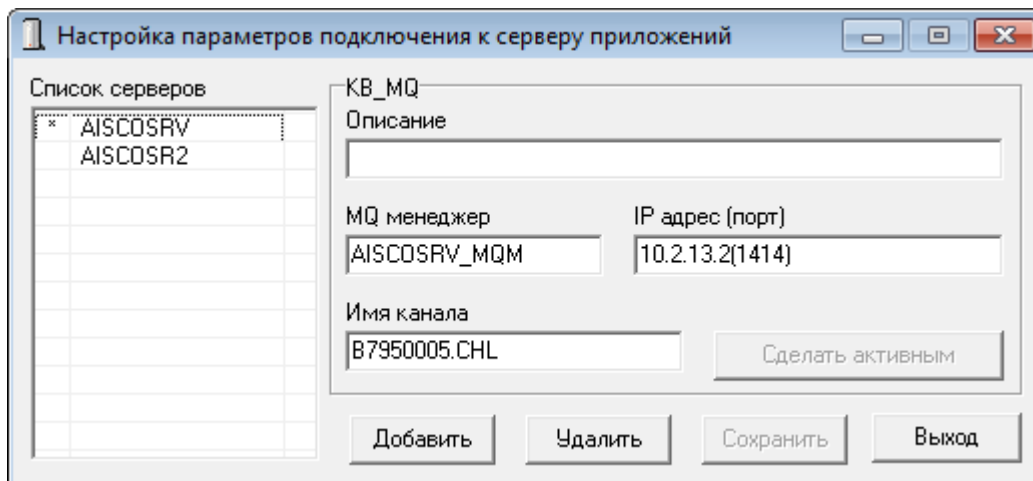 Настройка параметров подключения к серверу приложений
Список серверов
* AISCOSRV
AISCOSR2
KB_MQ
Описание
MQ менеджер
IP адрес (порт)
AISCOSRV_MQM
10.2.13.2(1414)
Имя канала
B7950005.CHL
Сделать активным
Добавить
Удалить
Сохранить
Выход